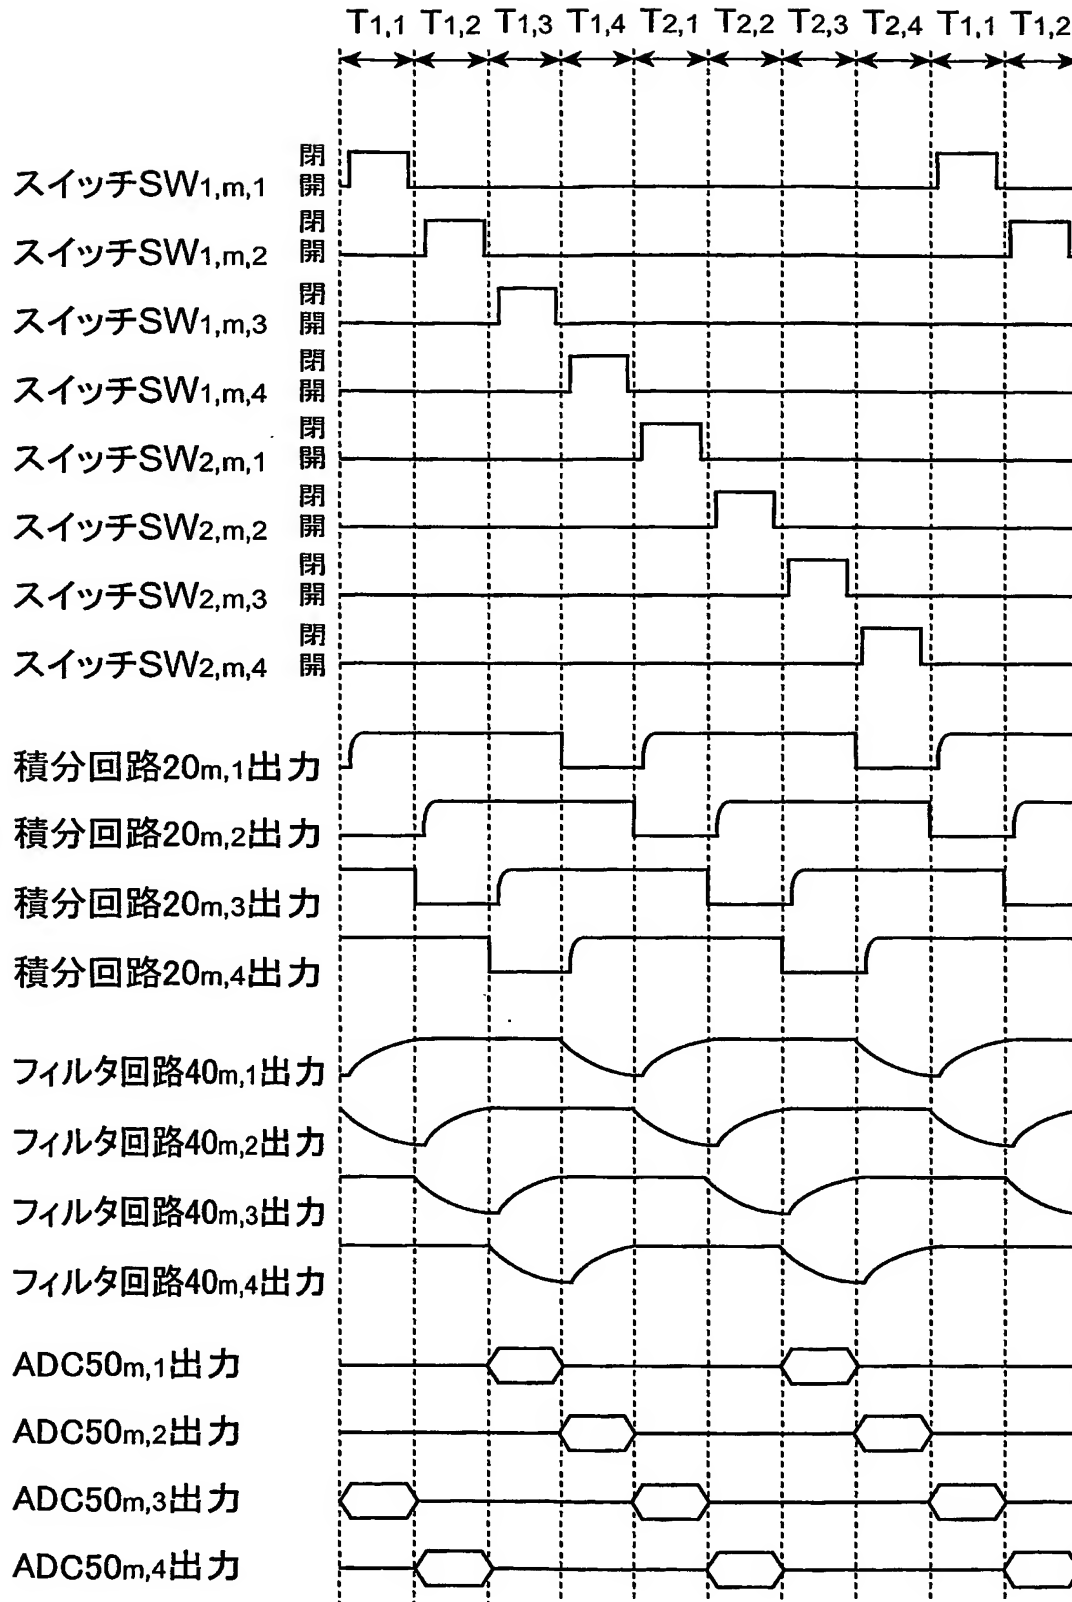 T1,1 T1,2 T1,3 T1,4 T2,1 T2,2 T2,3 T2,4 T1,1 T1,2
閉
スイッチSW1,m,1 開
閉
スイッチSW1,m,2 開
閉
スイッチSW1,m,3 開
閉
スイッチSW1,m,4 開
閉
スイッチSW2,m,1 開
閉
スイッチSW2,m,2 開
閉
スイッチSW2,m,3 開
閉
スイッチSW2,m,4 開
積分回路20m,1出力
積分回路20m,2出力
積分回路20m,3出力
積分回路20m,4出力
フィルタ回路40m,1出力
フィルタ回路40m,2出力
フィルタ回路40m,3出力
フィルタ回路40m,4出力
ADC50m,1出力
ADC50m,2出力
ADC50m,3出力
ADC50m,4出力